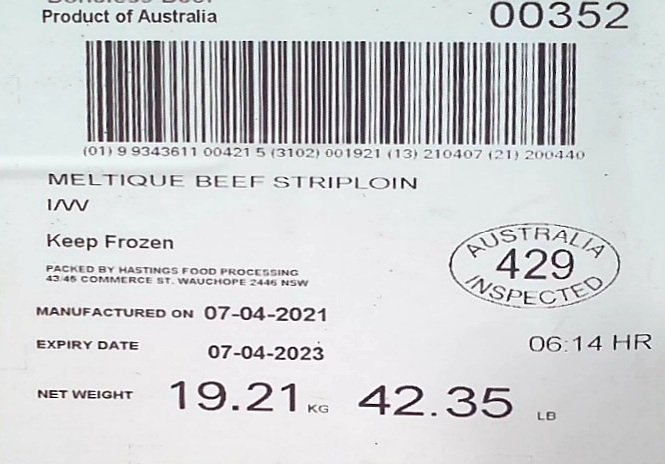 Boneless Beef
Product of Australia
00352
(01) 9 9343611 00421 5 (3102) 001921 (13) 210407 (21) 200440
MELTIQUE BEEF STRIPLOIN
I/W
Keep Frozen
AUSTRALIA
429
INSPECTED
PACKED BY HASTINGS FOOD PROCESSING
43/45 COMMERCE ST. WAUCHOPE 2446 NSW
MANUFACTURED ON 07-04-2021
EXPIRY DATE 07-04-2023
06:14 HR
NET WEIGHT 19.21 KG 42.35 LB